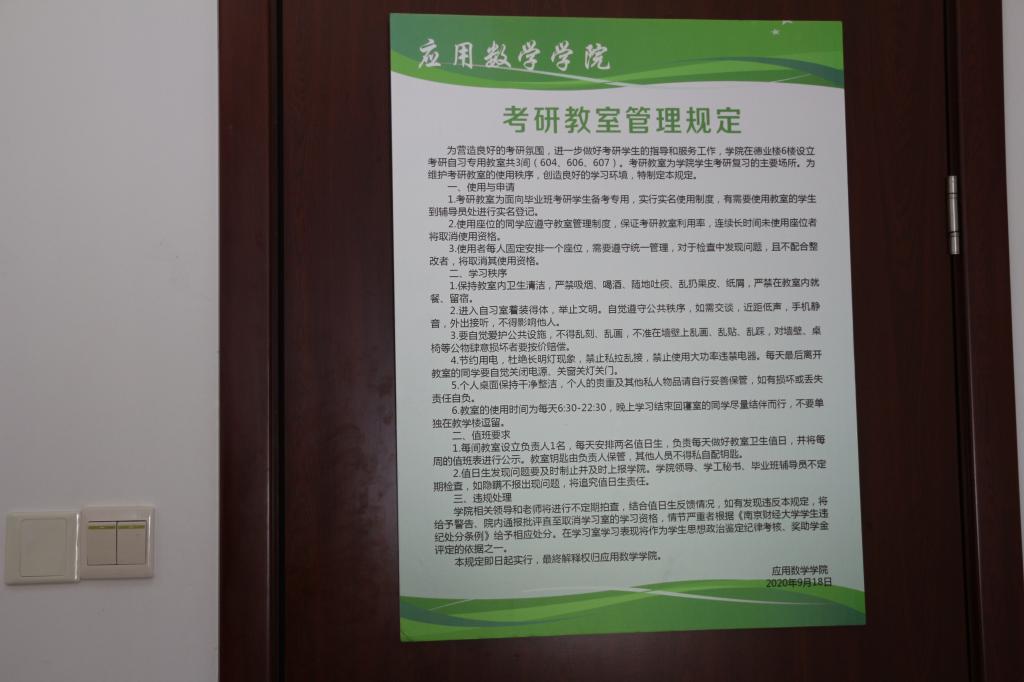 应用数学学院
考研教室管理规定
为营造良好的考研氛围，进一步做好考研学生的指导和服务工作，学院在德业楼6楼设立
考研自习专用教室共3间（604、606、607）。考研教室为学院学生考研复习的主要场所。为
维护考研教室的使用秩序，创造良好的学习环境，特制定本规定。
一、使用与申请
1.考研教室为面向毕业班考研学生备考专用，实行实名使用制度，有需要使用教室的学生
到辅导员处进行实名登记。
2.使用座位的同学应遵守教室管理制度，保证考研教室利用率，连续长时间未使用座位者
将取消使用资格。
3.使用者每人固定安排一个座位，需要遵守统一管理，对于检查中发现问题，且不配合整
改者，将取消其使用资格。
二、学习秩序
1.保持教室内卫生清洁，严禁吸烟、喝酒、随地吐痰、乱扔果皮、纸屑，严禁在教室内就
餐、留宿。
2.进入自习室着装得体，举止文明。自觉遵守公共秩序，如需交谈，近距低声，手机静
音，外出接听，不得影响他人。
3.要自觉爱护公共设施，不得乱刻、乱画，不准在墙壁上乱画、乱贴、乱踩，对墙壁、桌
椅等公物肆意损坏者要按价赔偿。
4.节约用电，杜绝长明灯现象，禁止私拉乱接，禁止使用大功率违禁电器。每天最后离开
教室的同学要自觉关闭电源、关窗关灯关门。
5.个人桌面保持干净整洁，个人的贵重及其他私人物品请自行妥善保管，如有损坏或丢失
责任自负。
6.教室的使用时间为每天6:30-22:30，晚上学习结束回寝室的同学尽量结伴而行，不要单
独在教学楼逗留。
二、值班要求
1.每间教室设立负责人1名，每天安排两名值日生，负责每天做好教室卫生值日，并将每
周的值班表进行公示。教室钥匙由负责人保管，其他人员不得私自配钥匙。
2.值日生发现问题要及时制止并及时上报学院。学院领导、学工秘书、毕业班辅导员不定
期检查，如隐瞒不报出现问题，将追究值日生责任。
三、违规处理
学院相关领导和老师将进行不定期抽查，结合值日生反馈情况，如有发现违反本规定，将
给予警告、院内通报批评直至取消学习室的学习资格，情节严重者根据《南京财经大学学生违
纪处分条例》给予相应处分。在学习室学习表现将作为学生思想政治鉴定纪律考核、奖助学金
评定的依据之一。
本规定即日起实行，最终解释权归应用数学学院。
应用数学学院
2020年9月18日